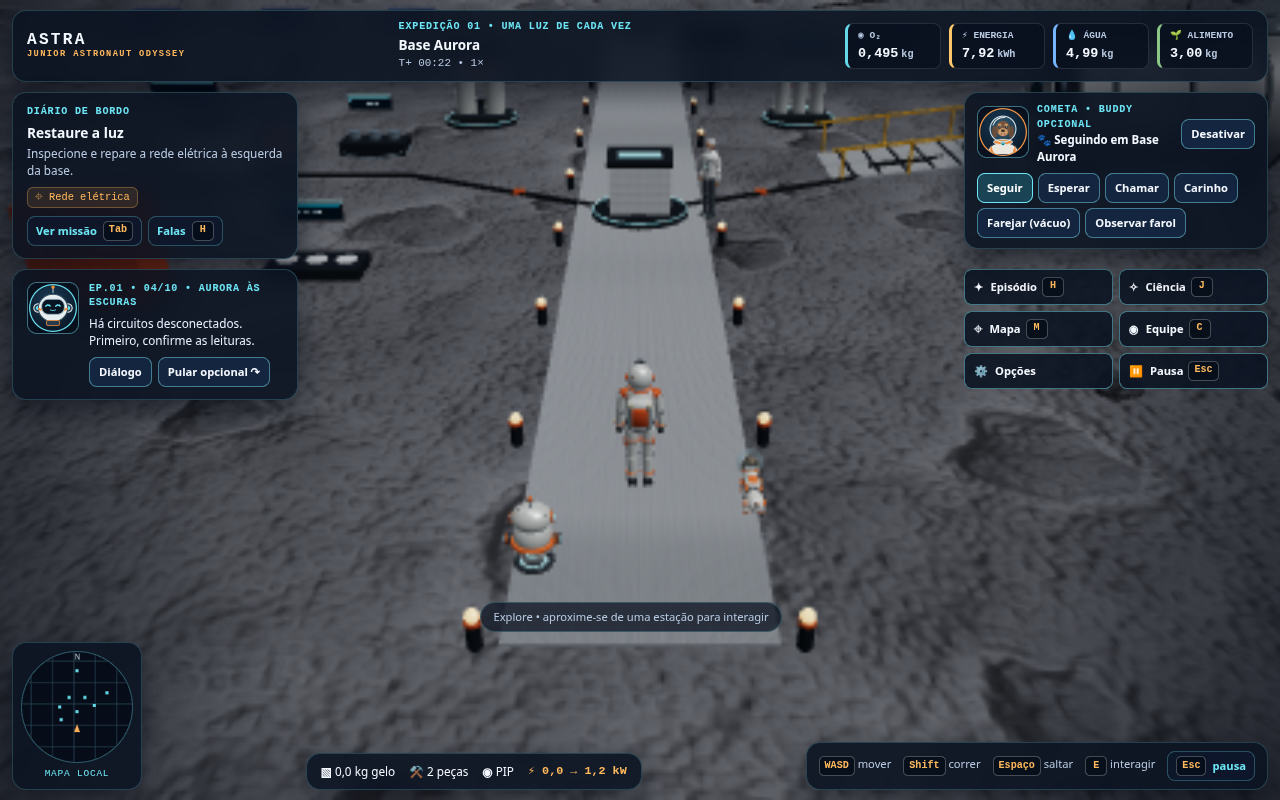 ASTRA
JUNIOR ASTRONAUT ODYSSEY
EXPEDIÇÃO 01 • UMA LUZ DE CADA VEZ
Base Aurora
T+ 00:22 • 1×
◉ O₂
0,495 kg
⚡ ENERGIA
7,92 kWh
💧 ÁGUA
4,99 kg
🌱 ALIMENTO
3,00 kg
DIÁRIO DE BORDO
Restaure a luz
Inspecione e repare a rede elétrica à esquerda
da base.
⌖ Rede elétrica
Ver missão Tab
Falas H
EP.01 • 04/10 • AURORA ÀS
ESCURAS
Há circuitos desconectados.
Primeiro, confirme as leituras.
Diálogo
Pular opcional ↷
COMETA • BUDDY
OPCIONAL
🐾 Seguindo em Base
Aurora
Desativar
Seguir
Esperar
Chamar
Carinho
Farejar (vácuo)
Observar farol
✦ Episódio H
✧ Ciência J
⌖ Mapa M
◉ Equipe C
⚙️ Opções
⏸️ Pausa Esc
Explore • aproxime-se de uma estação para interagir
N
MAPA LOCAL
▧ 0,0 kg gelo
⚒️ 2 peças
◉ PIP
⚡ 0,0 → 1,2 kW
WASD mover
Shift correr
Espaço saltar
E interagir
Esc pausa